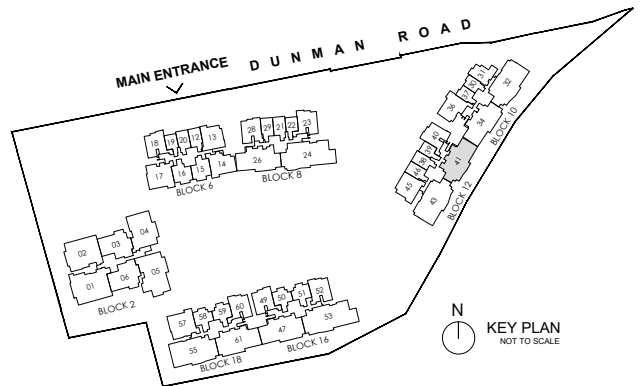 DUNMAN ROAD
MAIN ENTRANCE
18 19 20 12 13
17 16 15 14
BLOCK 6
28 29 21 22 23
26 24
BLOCK 8
36 37 30 31 32
34
BLOCK 10
40 39 38 46 45
41
43
BLOCK 12
02 03 04
01 06 05
BLOCK 2
57 58 59 60
55 61
BLOCK 18
49 50 51 52
47 53
BLOCK 16
N
KEY PLAN
NOT TO SCALE